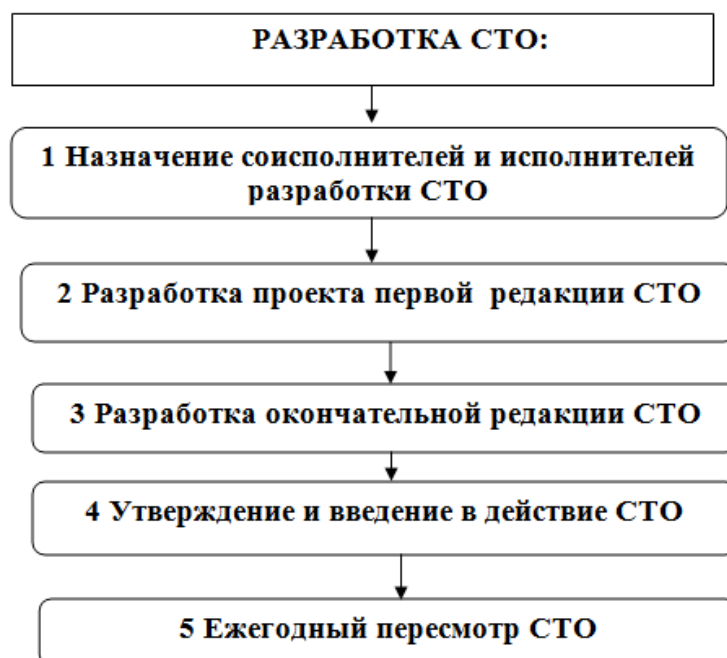 РАЗРАБОТКА СТО:
1 Назначение соисполнителей и исполнителей
разработки СТО
2 Разработка проекта первой редакции СТО
3 Разработка окончательной редакции СТО
4 Утверждение и введение в действие СТО
5 Ежегодный пересмотр СТО